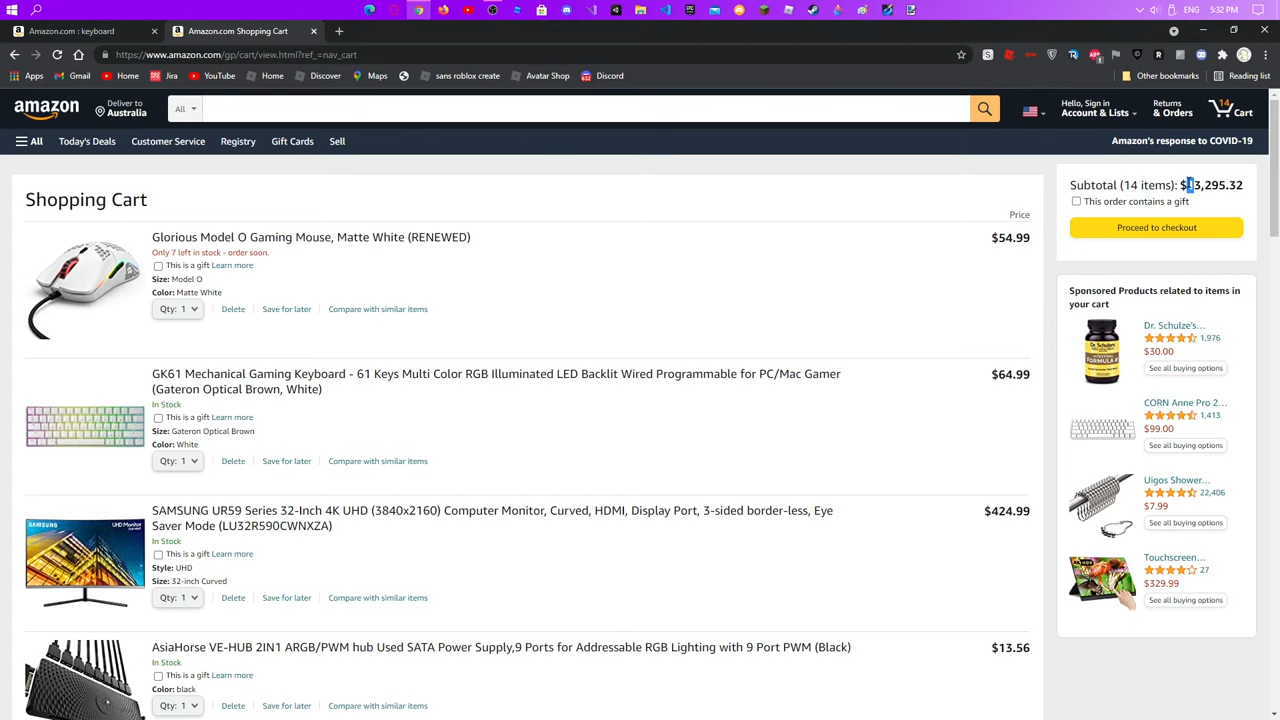 ENG 5:32 PM
Amazon.com : keyboard
Amazon.com Shopping Cart
https://www.amazon.com/gp/cart/view.html?ref_=nav_cart
Apps
Gmail
Home
Jira
YouTube
Home
Discover
Maps
sans roblox create
Avatar Shop
Discord
Other bookmarks
Reading list
amazon
Deliver to
Australia
All
Hello, Sign in
Account & Lists
Returns
& Orders
14
Cart
All
Today's Deals
Customer Service
Registry
Gift Cards
Sell
Amazon's response to COVID-19
Shopping Cart
Price
Glorious Model O Gaming Mouse, Matte White (RENEWED)
$54.99
Only 7 left in stock - order soon.
This is a gift Learn more
Size: Model O
Color: Matte White
Qty: 1
Delete
Save for later
Compare with similar items
GK61 Mechanical Gaming Keyboard - 61 Keys Multi Color RGB Illuminated LED Backlit Wired Programmable for PC/Mac Gamer
(Gateron Optical Brown, White)
$64.99
In Stock
This is a gift Learn more
Size: Gateron Optical Brown
Color: White
Qty: 1
Delete
Save for later
Compare with similar items
SAMSUNG UR59 Series 32-Inch 4K UHD (3840x2160) Computer Monitor, Curved, HDMI, Display Port, 3-sided border-less, Eye
Saver Mode (LU32R590CWNXZA)
$424.99
In Stock
This is a gift Learn more
Style: UHD
Size: 32-inch Curved
Qty: 1
Delete
Save for later
Compare with similar items
AsiaHorse VE-HUB 2IN1 ARGB/PWM hub Used SATA Power Supply,9 Ports for Addressable RGB Lighting with 9 Port PWM (Black)
$13.56
In Stock
This is a gift Learn more
Color: black
Qty: 1
Delete
Save for later
Compare with similar items
Subtotal (14 items):
This order contains a gift
Proceed to checkout
Sponsored Products related to items in
your cart
Dr. Schulze's...
1,976
$30.00
See all buying options
CORN Anne Pro 2...
1,413
$99.00
See all buying options
Uigos Shower...
22,406
$7.99
See all buying options
Touchscreen...
27
$329.99
See all buying options